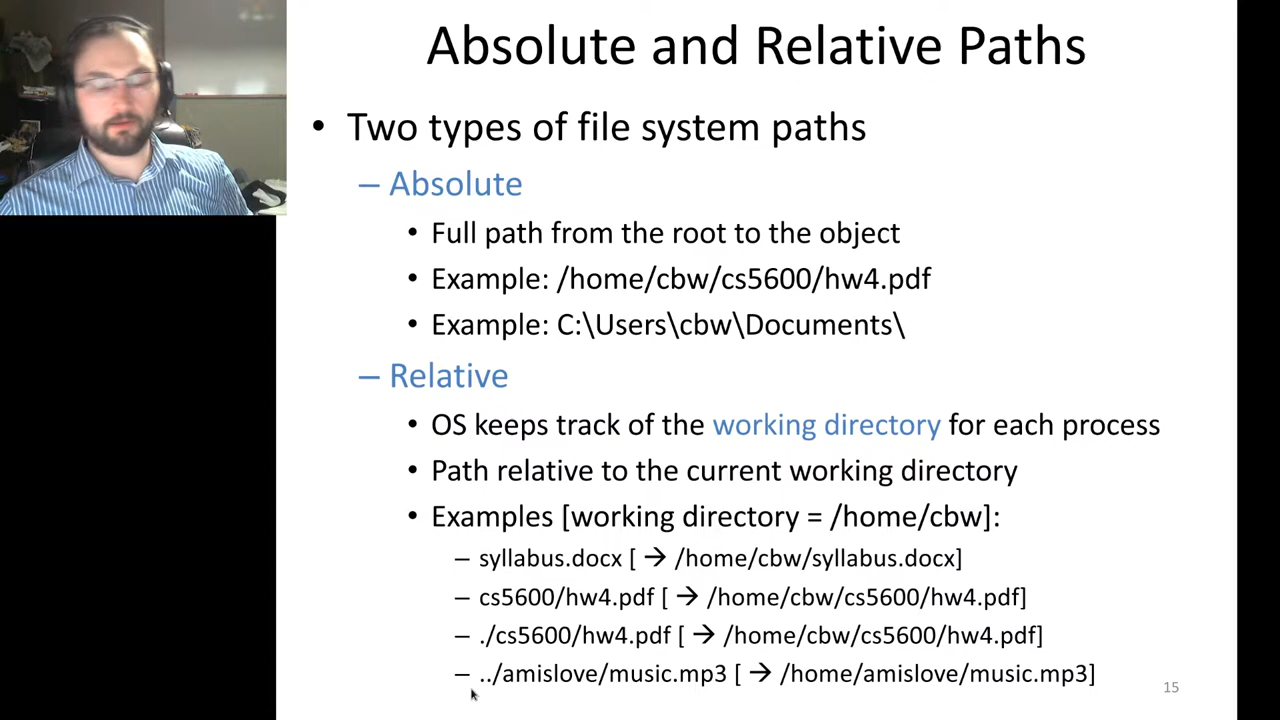 Absolute and Relative Paths
• Two types of file system paths
– Absolute
• Full path from the root to the object
• Example: /home/cbw/cs5600/hw4.pdf
• Example: C:\Users\cbw\Documents\
– Relative
• OS keeps track of the working directory for each process
• Path relative to the current working directory
• Examples [working directory = /home/cbw]:
– syllabus.docx [ → /home/cbw/syllabus.docx]
– cs5600/hw4.pdf [ → /home/cbw/cs5600/hw4.pdf]
– ./cs5600/hw4.pdf [ → /home/cbw/cs5600/hw4.pdf]
– ../amislove/music.mp3 [ → /home/amislove/music.mp3]
15